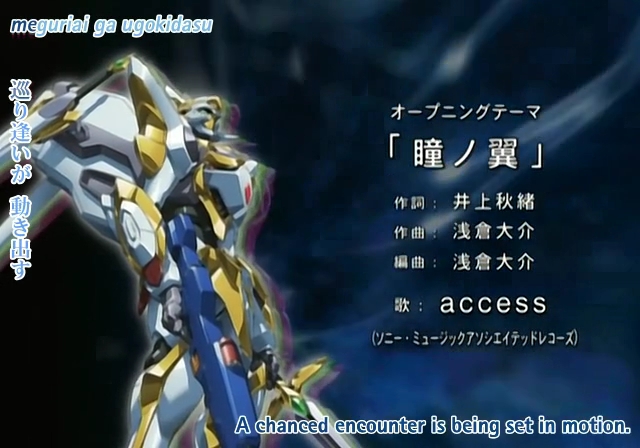 meguriai ga ugokidasu
巡り逢いが 動き出す
オープニングテーマ
「瞳ノ翼」
作詞: 井上秋緒
作曲: 浅倉大介
編曲: 浅倉大介
歌: access
(ソニー・ミュージックアソシエイテッドレコーズ)
A chanced encounter is being set in motion.